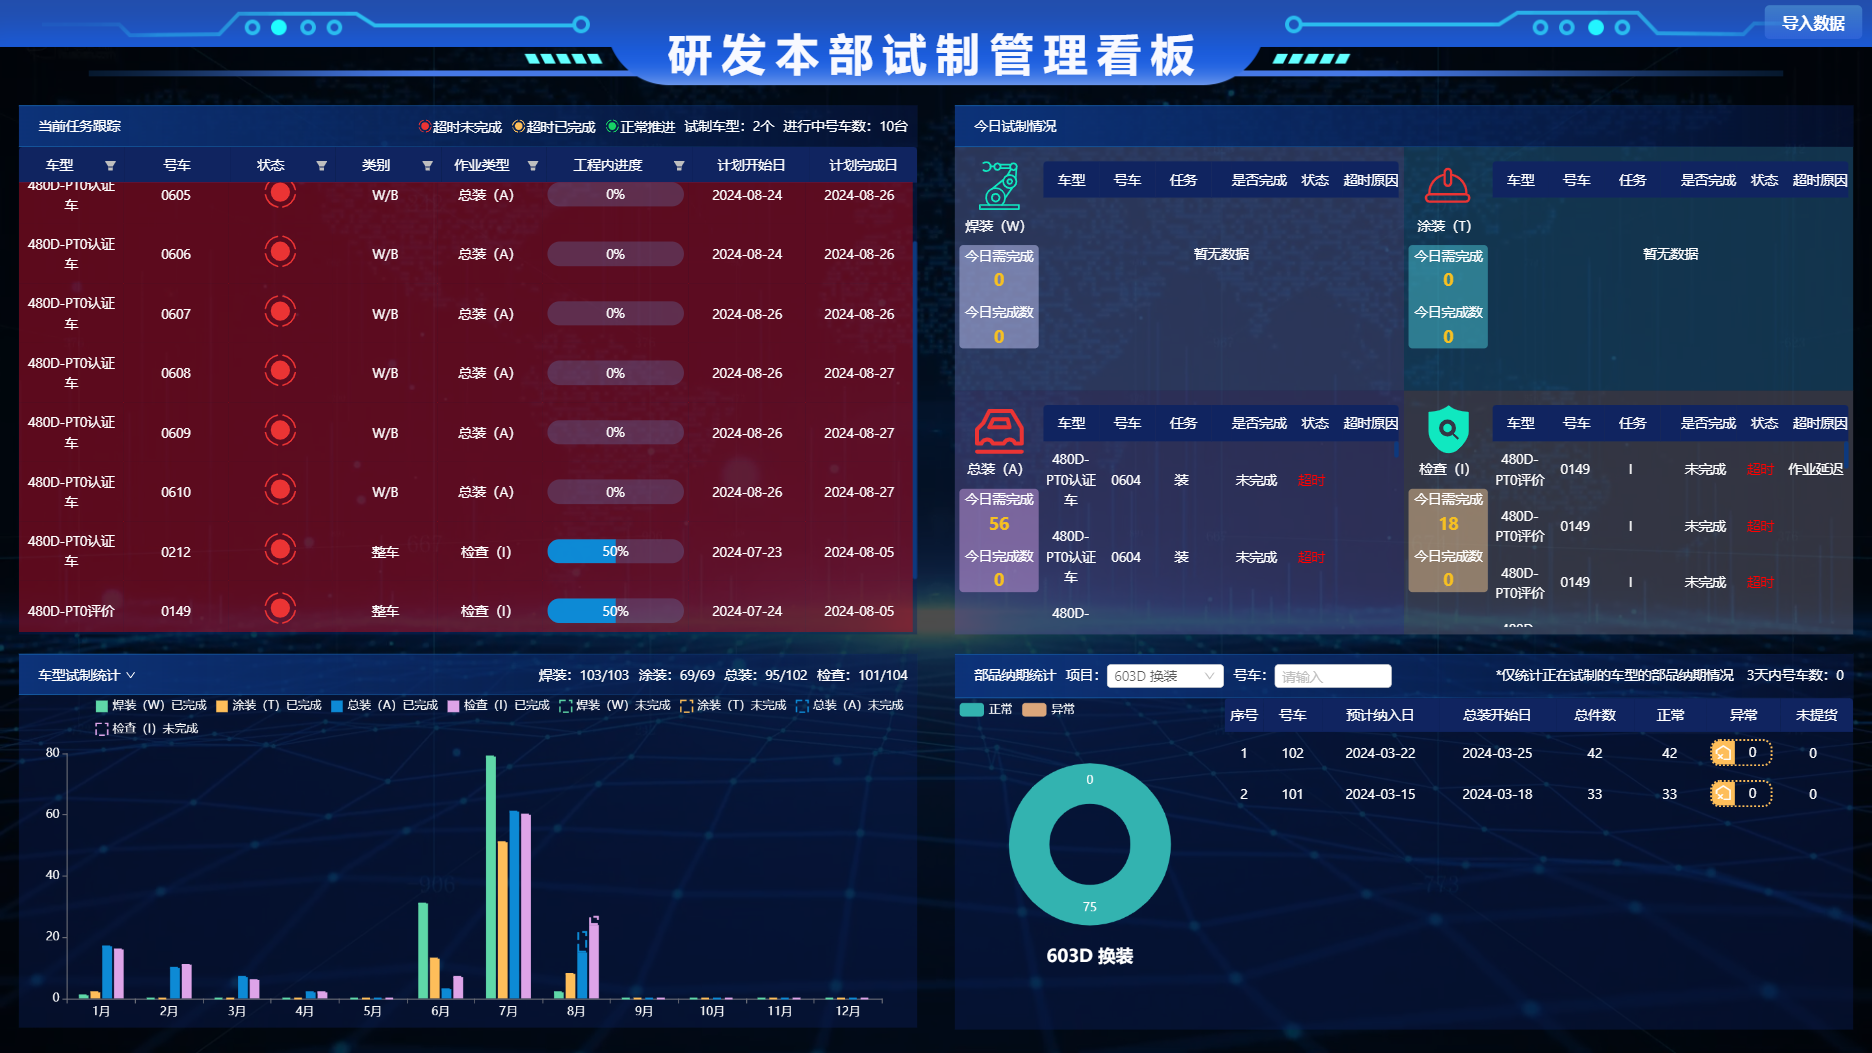 导入数据
研发本部试制管理看板
当前任务跟踪 超时未完成 超时已完成 正常推进 试制车型：2个 进行中号车数：10台
车型 号车 状态 类别 作业类型 工程内进度 计划开始日 计划完成日
480D-PT0认证车 0605 W/B 总装（A） 0% 2024-08-24 2024-08-26
480D-PT0认证车 0606 W/B 总装（A） 0% 2024-08-24 2024-08-26
480D-PT0认证车 0607 W/B 总装（A） 0% 2024-08-26 2024-08-26
480D-PT0认证车 0608 W/B 总装（A） 0% 2024-08-26 2024-08-27
480D-PT0认证车 0609 W/B 总装（A） 0% 2024-08-26 2024-08-27
480D-PT0认证车 0610 W/B 总装（A） 0% 2024-08-26 2024-08-27
480D-PT0认证车 0212 整车 检查（I） 50% 2024-07-23 2024-08-05
480D-PT0评价 0149 整车 检查（I） 50% 2024-07-24 2024-08-05
今日试制情况
焊装（W）
今日需完成
0
今日完成数
0
车型 号车 任务 是否完成 状态 超时原因
暂无数据
涂装（T）
今日需完成
0
今日完成数
0
车型 号车 任务 是否完成 状态 超时原因
暂无数据
总装（A）
今日需完成
56
今日完成数
0
车型 号车 任务 是否完成 状态 超时原因
480D-PT0认证车 0604 装 未完成 超时
480D-PT0认证车 0604 装 未完成 超时
480D-
检查（I）
今日需完成
18
今日完成数
0
车型 号车 任务 是否完成 状态 超时原因
480D-PT0评价 0149 I 未完成 超时 作业延迟
480D-PT0评价 0149 I 未完成 超时
480D-PT0评价 0149 I 未完成 超时
480D-
车型试制统计 焊装：103/103 涂装：69/69 总装：95/102 检查：101/104
焊装（W）已完成 涂装（T）已完成 总装（A）已完成 检查（I）已完成 焊装（W）未完成 涂装（T）未完成 总装（A）未完成
检查（I）未完成
80
60
40
20
0
1月 2月 3月 4月 5月 6月 7月 8月 9月 10月 11月 12月
部品纳期统计 项目：603D 换装 号车：请输入 *仅统计正在试制的车型的部品纳期情况 3天内号车数：0
正常 异常
0
75
603D 换装
序号 号车 预计纳入日 总装开始日 总件数 正常 异常 未提货
1 102 2024-03-22 2024-03-25 42 42 0 0
2 101 2024-03-15 2024-03-18 33 33 0 0